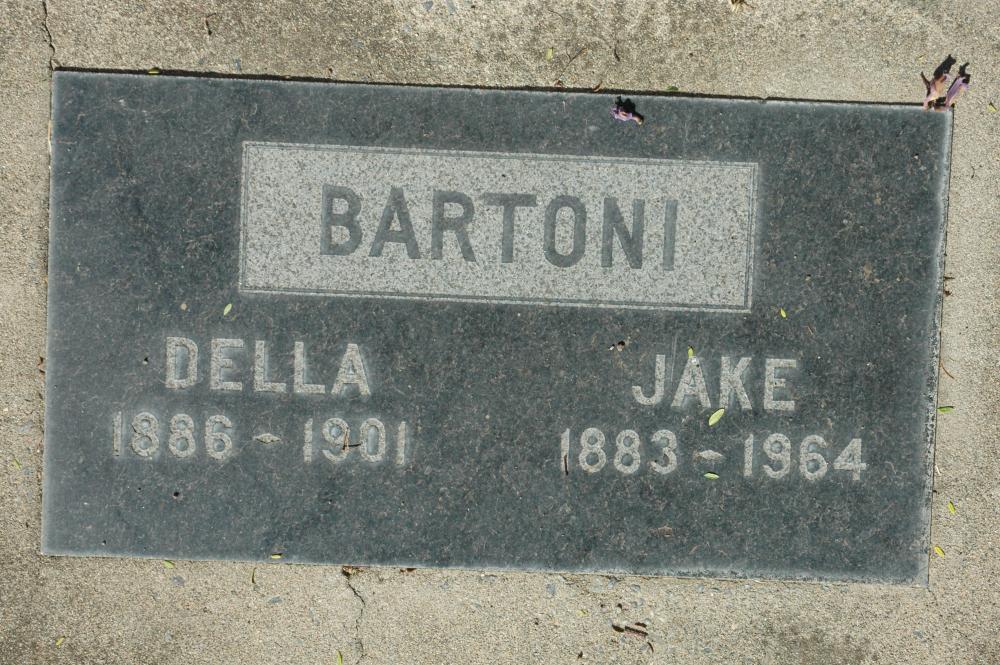 BARTONI
DELLA
1886 - 1901
JAKE
1883 - 1964